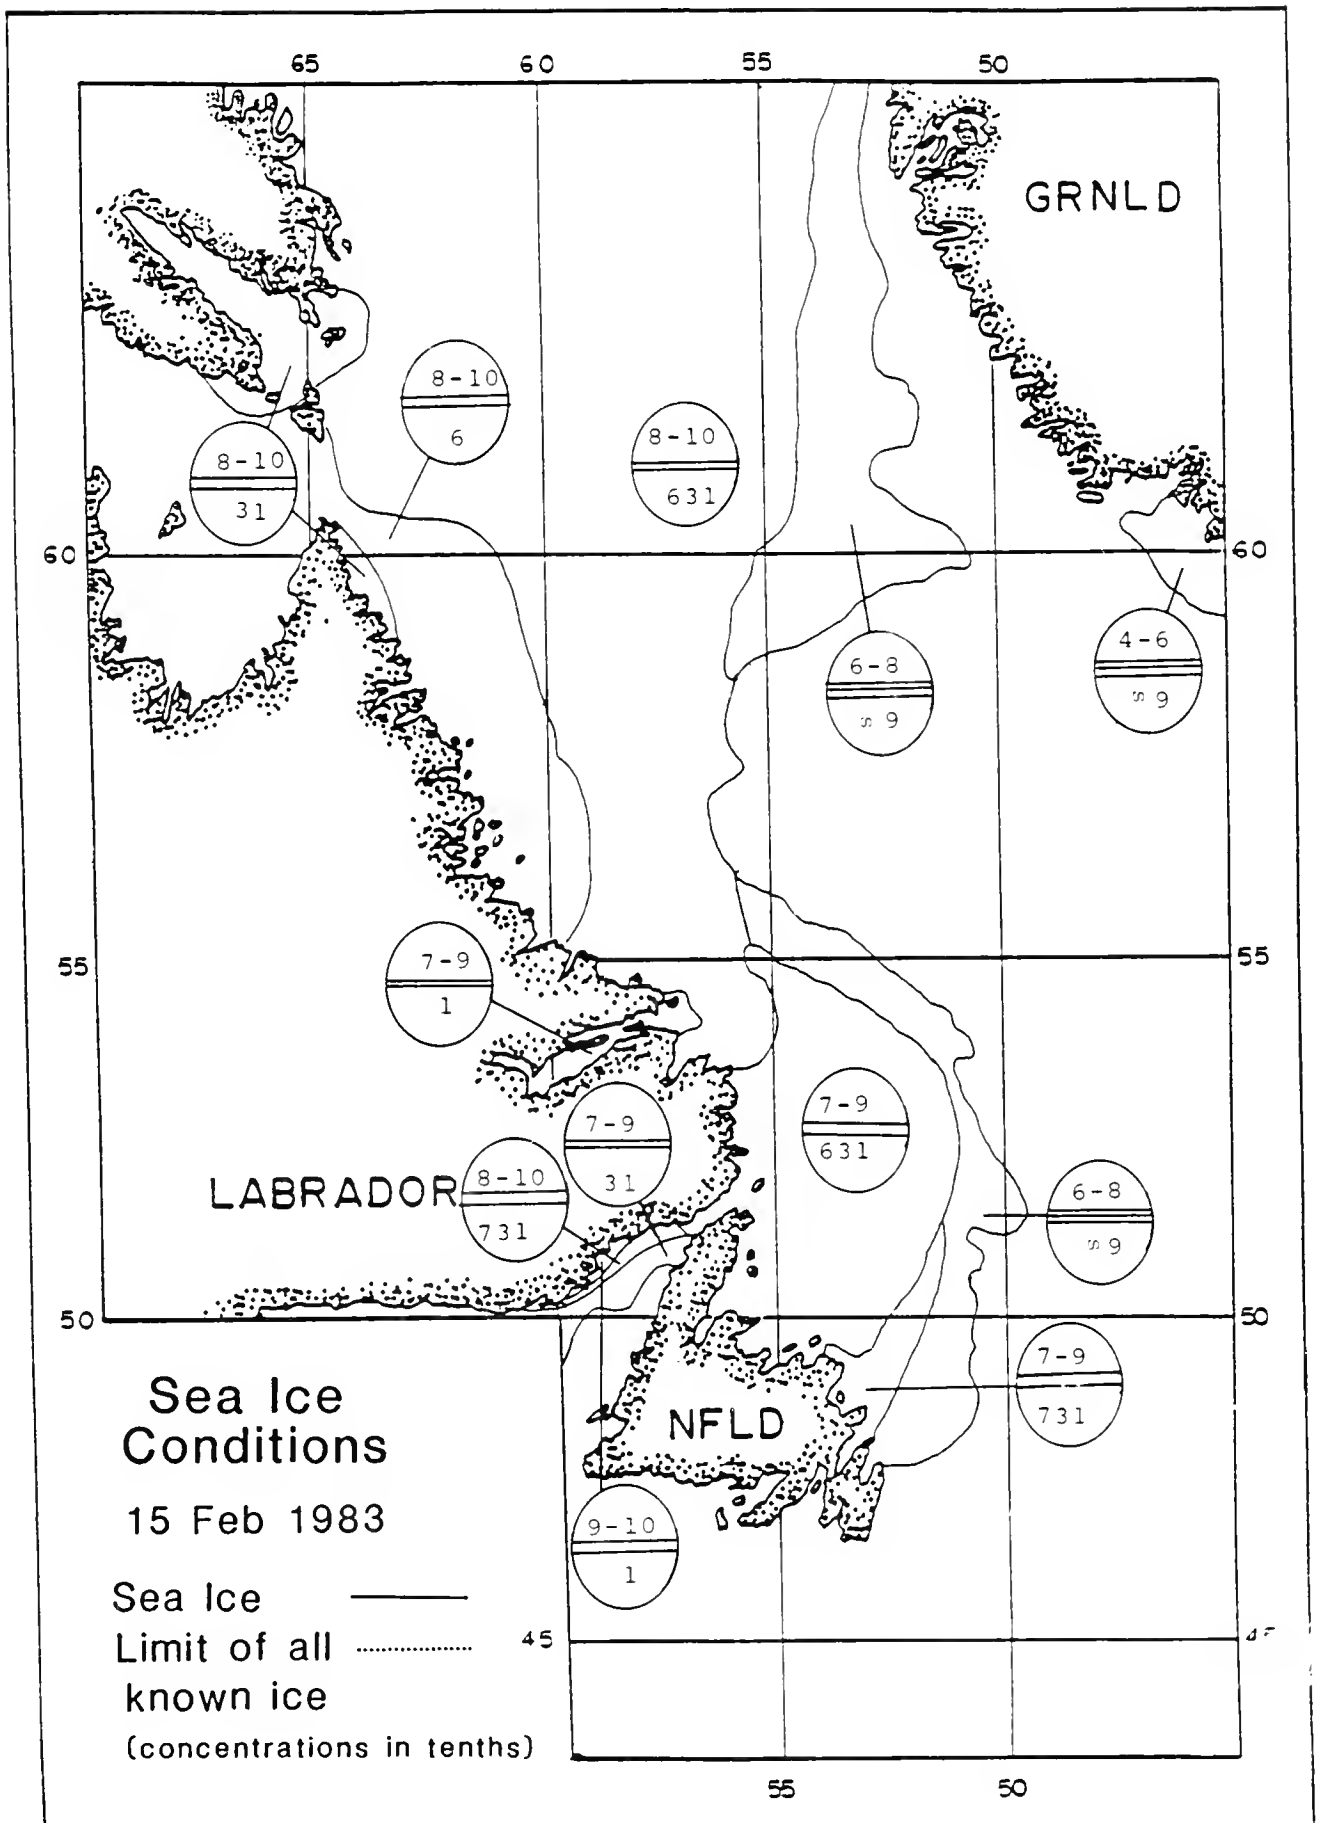 65 60 55 50
GRNLD
8-10
6
8-10
631
8-10
31
60 60
4-6
s 9
6-8
s 9
55 55
7-9
1
7-9
631
7-9
31
8-10
731
LABRADOR
6-8
s 9
50 50
7-9
731
NFLD
Sea Ice
Conditions
15 Feb 1983
9-10
1
Sea Ice
Limit of all
known ice
(concentrations in tenths)
45
55 50